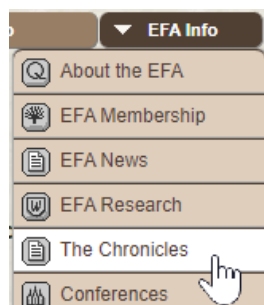 EFA Info
About the EFA
EFA Membership
EFA News
EFA Research
The Chronicles
Conferences